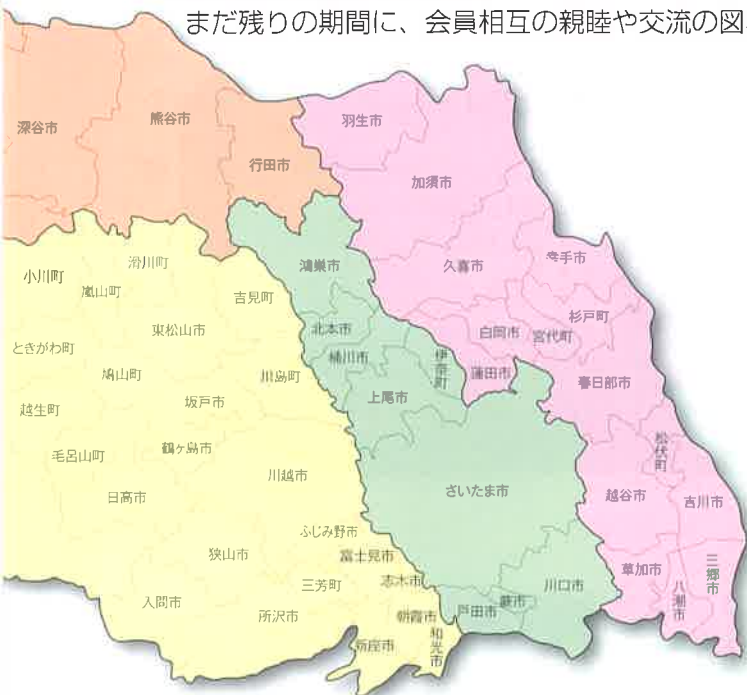 まだ残りの期間に、会員相互の親睦や交流の図
深谷市
熊谷市
行田市
羽生市
加須市
鴻巣市
久喜市
幸手市
小川町
滑川町
嵐山町
吉見町
杉戸町
白岡市
宮代町
東松山市
北本市
桶川市
伊奈町
ときがわ町
鳩山町
川島町
蓮田市
春日部市
上尾市
越生町
坂戸市
松伏町
毛呂山町
鶴ヶ島市
川越市
さいたま市
越谷市
吉川市
日高市
ふじみ野市
狭山市
富士見市
志木市
三芳町
川口市
草加市
三郷市
入間市
所沢市
朝霞市
戸田市
蕨市
八潮市
新座市
和光市